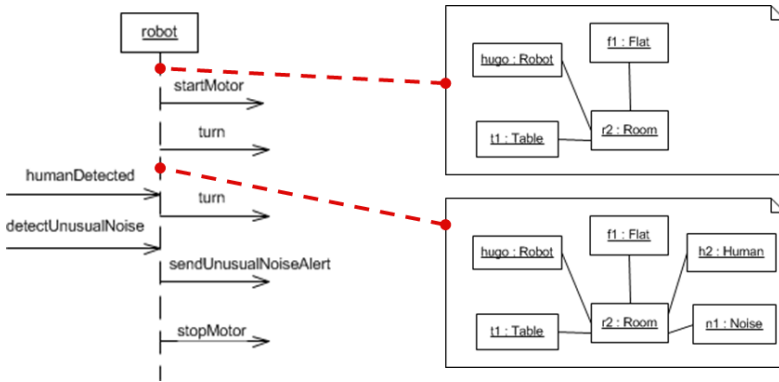 robot
startMotor
turn
humanDetected
turn
detectUnusualNoise
sendUnusualNoiseAlert
stopMotor
f1 : Flat
hugo : Robot
t1 : Table
r2 : Room
f1 : Flat
hugo : Robot
h2 : Human
t1 : Table
r2 : Room
n1 : Noise